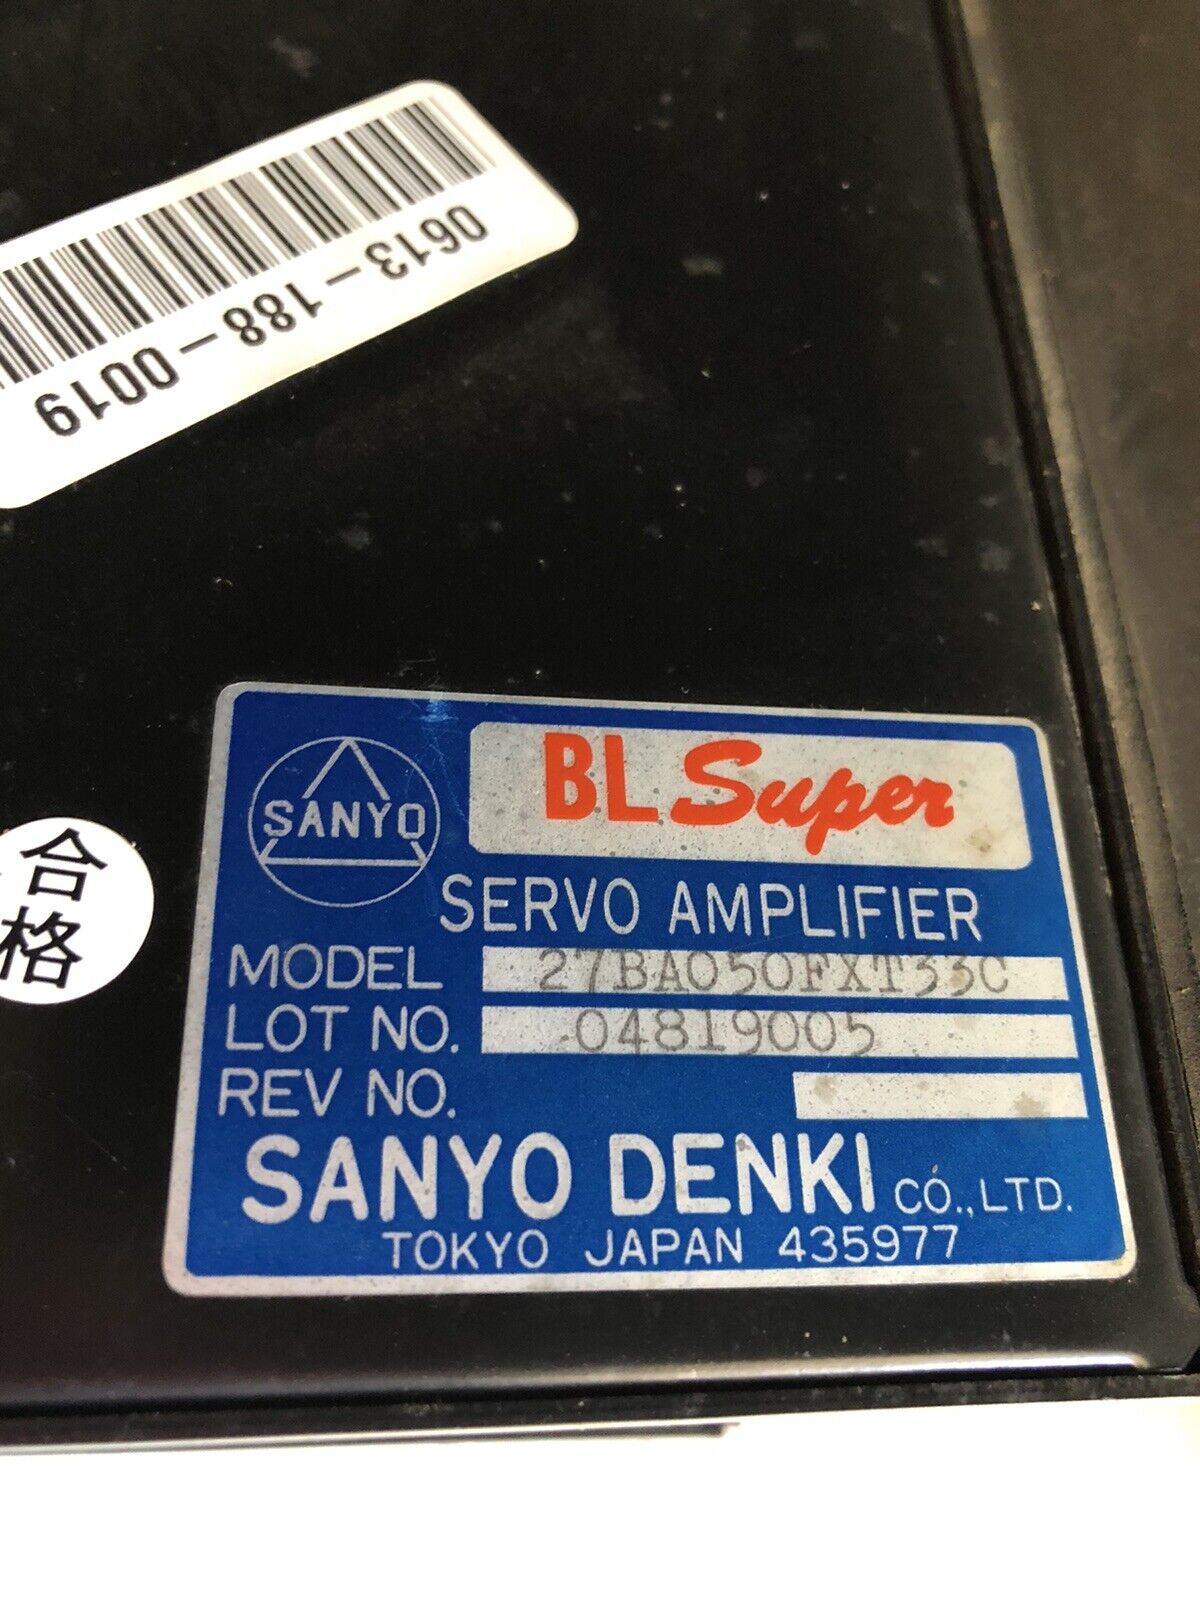 0613-188-0019
合
格
SANYO
BL Super
SERVO AMPLIFIER
MODEL 27BA050FXT33C
LOT NO. 04819005
REV NO.
SANYO DENKI CO., LTD.
TOKYO JAPAN 435977